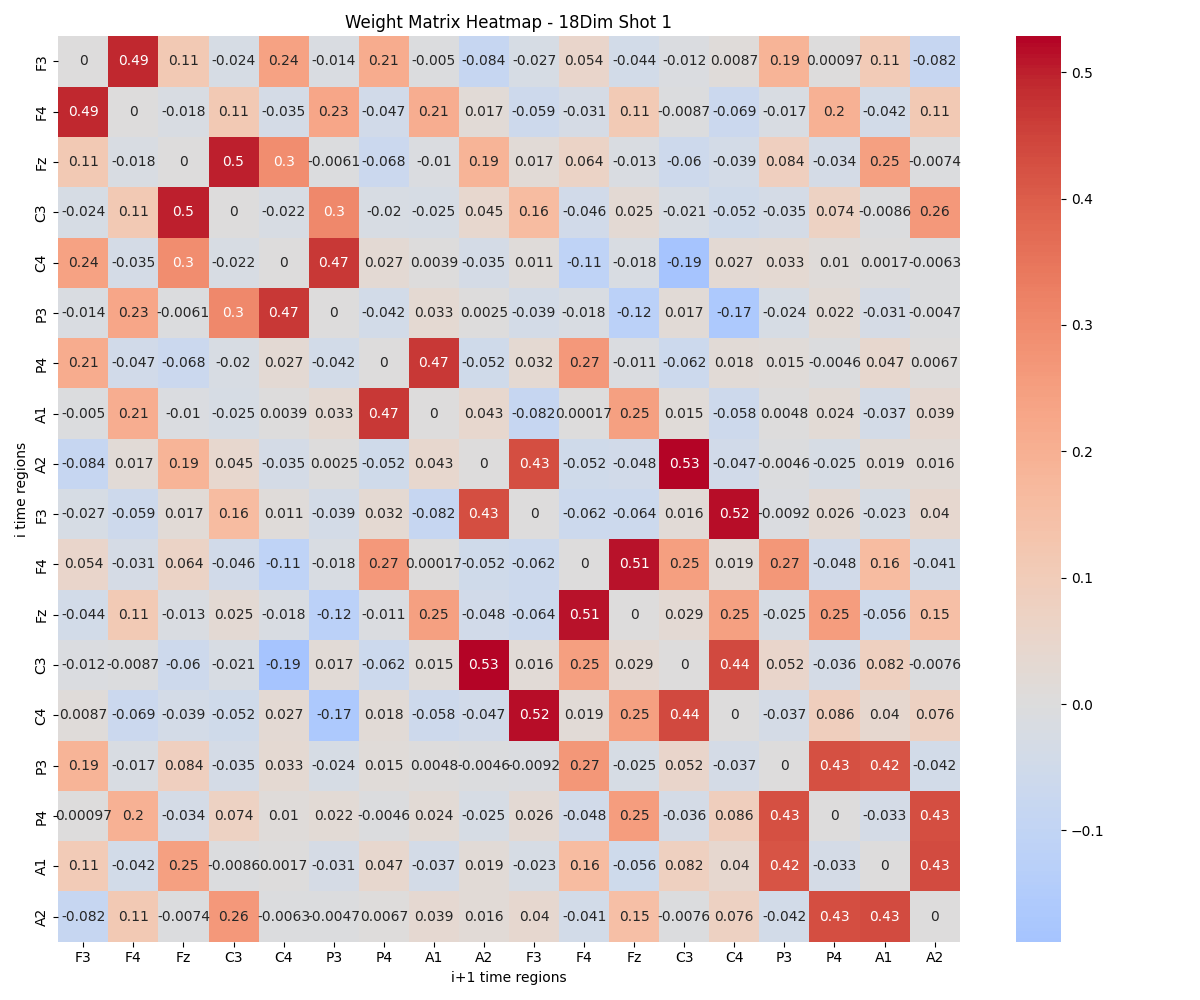 Weight Matrix Heatmap - 18Dim Shot 1
F3 0 0.49 0.11 -0.024 0.24 -0.014 0.21 -0.005 -0.084 -0.027 0.054 -0.044 -0.012 0.0087 0.19 0.00097 0.11 -0.082
F4 0.49 0 -0.018 0.11 -0.035 0.23 -0.047 0.21 0.017 -0.059 -0.031 0.11 -0.0087 -0.069 -0.017 0.2 -0.042 0.11
Fz 0.11 -0.018 0 0.5 0.3 -0.0061 -0.068 -0.01 0.19 0.017 0.064 -0.013 -0.06 -0.039 0.084 -0.034 0.25 -0.0074
C3 -0.024 0.11 0.5 0 -0.022 0.3 -0.02 -0.025 0.045 0.16 -0.046 0.025 -0.021 -0.052 -0.035 0.074 -0.0086 0.26
C4 0.24 -0.035 0.3 -0.022 0 0.47 0.027 0.0039 -0.035 0.011 -0.11 -0.018 -0.19 0.027 0.033 0.01 0.0017 -0.0063
P3 -0.014 0.23 -0.0061 0.3 0.47 0 -0.042 0.033 0.0025 -0.039 -0.018 -0.12 0.017 -0.17 -0.024 0.022 -0.031 -0.0047
P4 0.21 -0.047 -0.068 -0.02 0.027 -0.042 0 0.47 -0.052 0.032 0.27 -0.011 -0.062 0.018 0.015 -0.0046 0.047 0.0067
A1 -0.005 0.21 -0.01 -0.025 0.0039 0.033 0.47 0 0.043 -0.082 0.00017 0.25 0.015 -0.058 0.0048 0.024 -0.037 0.039
A2 -0.084 0.017 0.19 0.045 -0.035 0.0025 -0.052 0.043 0 0.43 -0.052 -0.048 0.53 -0.047 -0.0046 -0.025 0.019 0.016
F3 -0.027 -0.059 0.017 0.16 0.011 -0.039 0.032 -0.082 0.43 0 -0.062 -0.064 0.016 0.52 -0.0092 0.026 -0.023 0.04
F4 0.054 -0.031 0.064 -0.046 -0.11 -0.018 0.27 0.00017 -0.052 -0.062 0 0.51 0.25 0.019 0.27 -0.048 0.16 -0.041
Fz -0.044 0.11 -0.013 0.025 -0.018 -0.12 -0.011 0.25 -0.048 -0.064 0.51 0 0.029 0.25 -0.025 0.25 -0.056 0.15
C3 -0.012 -0.0087 -0.06 -0.021 -0.19 0.017 -0.062 0.015 0.53 0.016 0.25 0.029 0 0.44 0.052 -0.036 0.082 -0.0076
C4 0.0087 -0.069 -0.039 -0.052 0.027 -0.17 0.018 -0.058 -0.047 0.52 0.019 0.25 0.44 0 -0.037 0.086 0.04 0.076
P3 0.19 -0.017 0.084 -0.035 0.033 -0.024 0.015 0.0048 -0.0046 -0.0092 0.27 -0.025 0.052 -0.037 0 0.43 0.42 -0.042
P4 0.00097 0.2 -0.034 0.074 0.01 0.022 -0.0046 0.024 -0.025 0.026 -0.048 0.25 -0.036 0.086 0.43 0 -0.033 0.43
A1 0.11 -0.042 0.25 -0.0086 0.0017 -0.031 0.047 -0.037 0.019 -0.023 0.16 -0.056 0.082 0.04 0.42 -0.033 0 0.43
A2 -0.082 0.11 -0.0074 0.26 -0.0063 -0.0047 0.0067 0.039 0.016 0.04 -0.041 0.15 -0.0076 0.076 -0.042 0.43 0.43 0
F3 F4 Fz C3 C4 P3 P4 A1 A2 F3 F4 Fz C3 C4 P3 P4 A1 A2
i+1 time regions
i time regions
0.5
0.4
0.3
0.2
0.1
0.0
−0.1